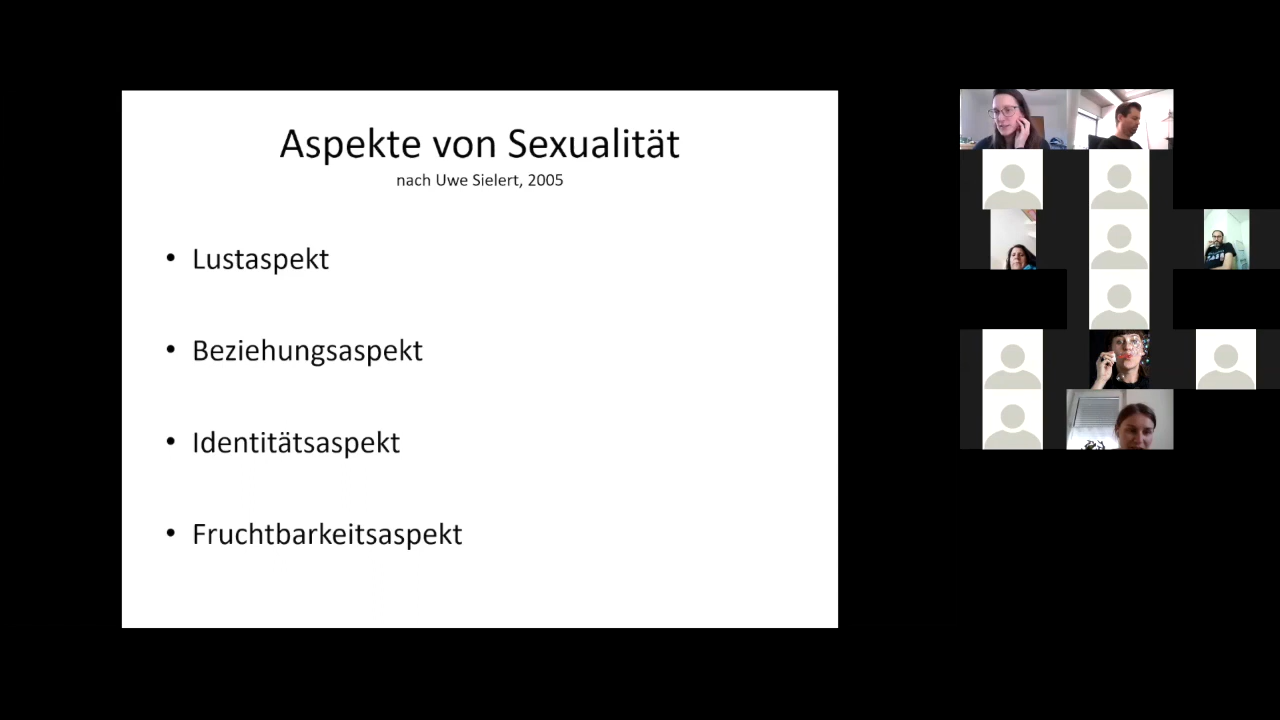 Aspekte von Sexualität
nach Uwe Sielert, 2005
• Lustaspekt
• Beziehungsaspekt
• Identitätsaspekt
• Fruchtbarkeitsaspekt